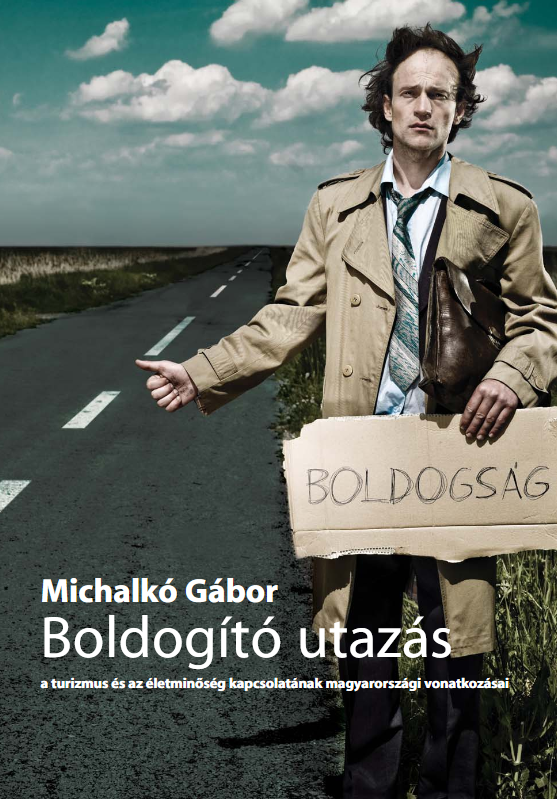 BOLDOGSÁG
Michalkó Gábor
Boldogító utazás
a turizmus és az életminőség kapcsolatának magyarországi vonatkozásai